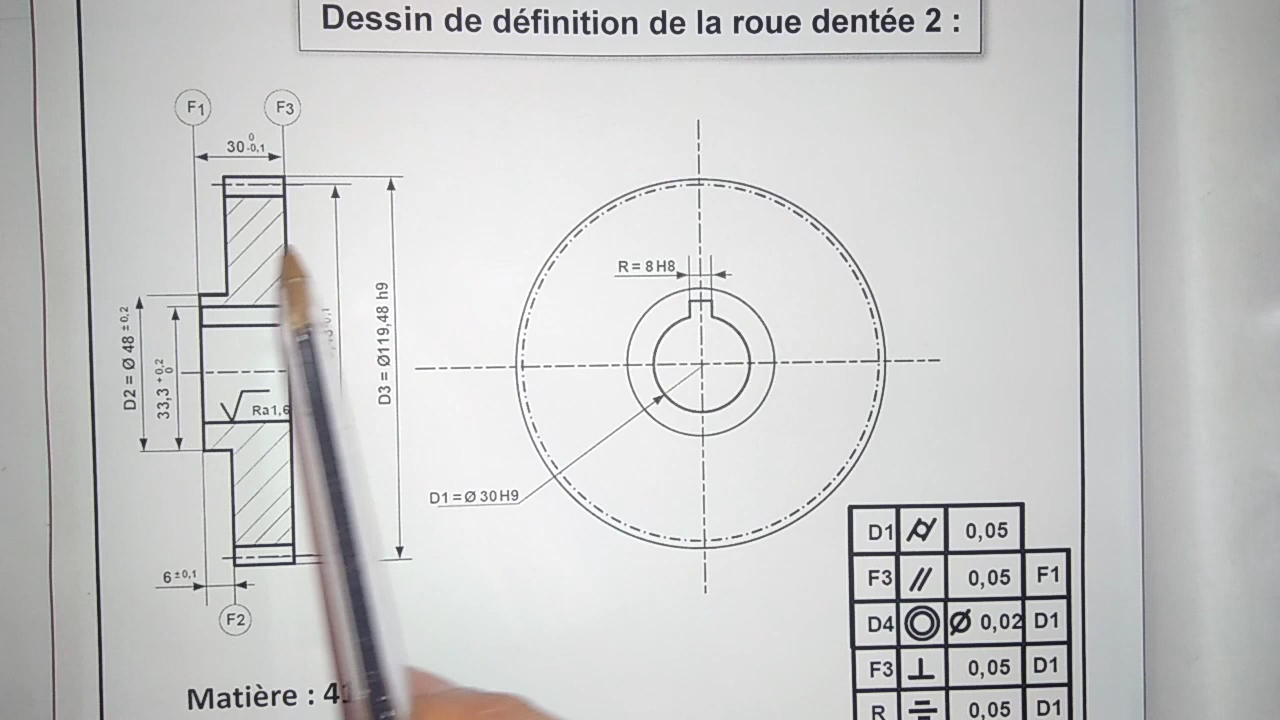 Dessin de définition de la roue dentée 2 :
F1
F3
30 0 -0,1
R = 8 H8
D2 = Ø 48 ±0,2
33,3 +0,2 0
D3 = Ø119,48 h9
Ra 1,6
D1 = Ø 30 H9
6 ±0,1
F2
Matière :
D1 ⌭ 0,05
F3 // 0,05 F1
D4 ◎ Ø 0,02 D1
F3 ⊥ 0,05 D1
R ⌯ 0,05 D1